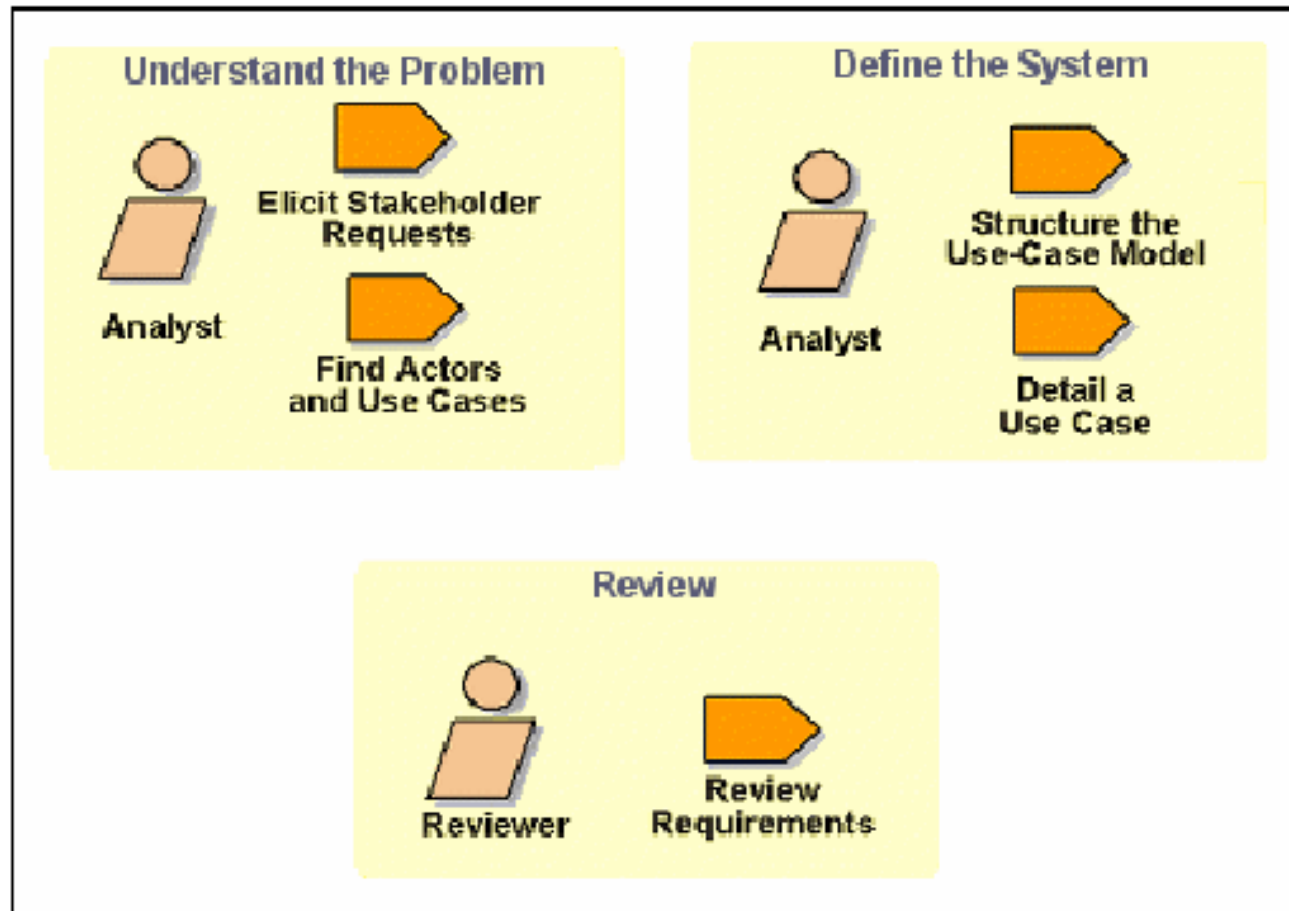 Understand the Problem
Elicit Stakeholder
Requests
Analyst
Find Actors
and Use Cases
Define the System
Structure the
Use-Case Model
Analyst
Detail a
Use Case
Review
Reviewer
Review
Requirements